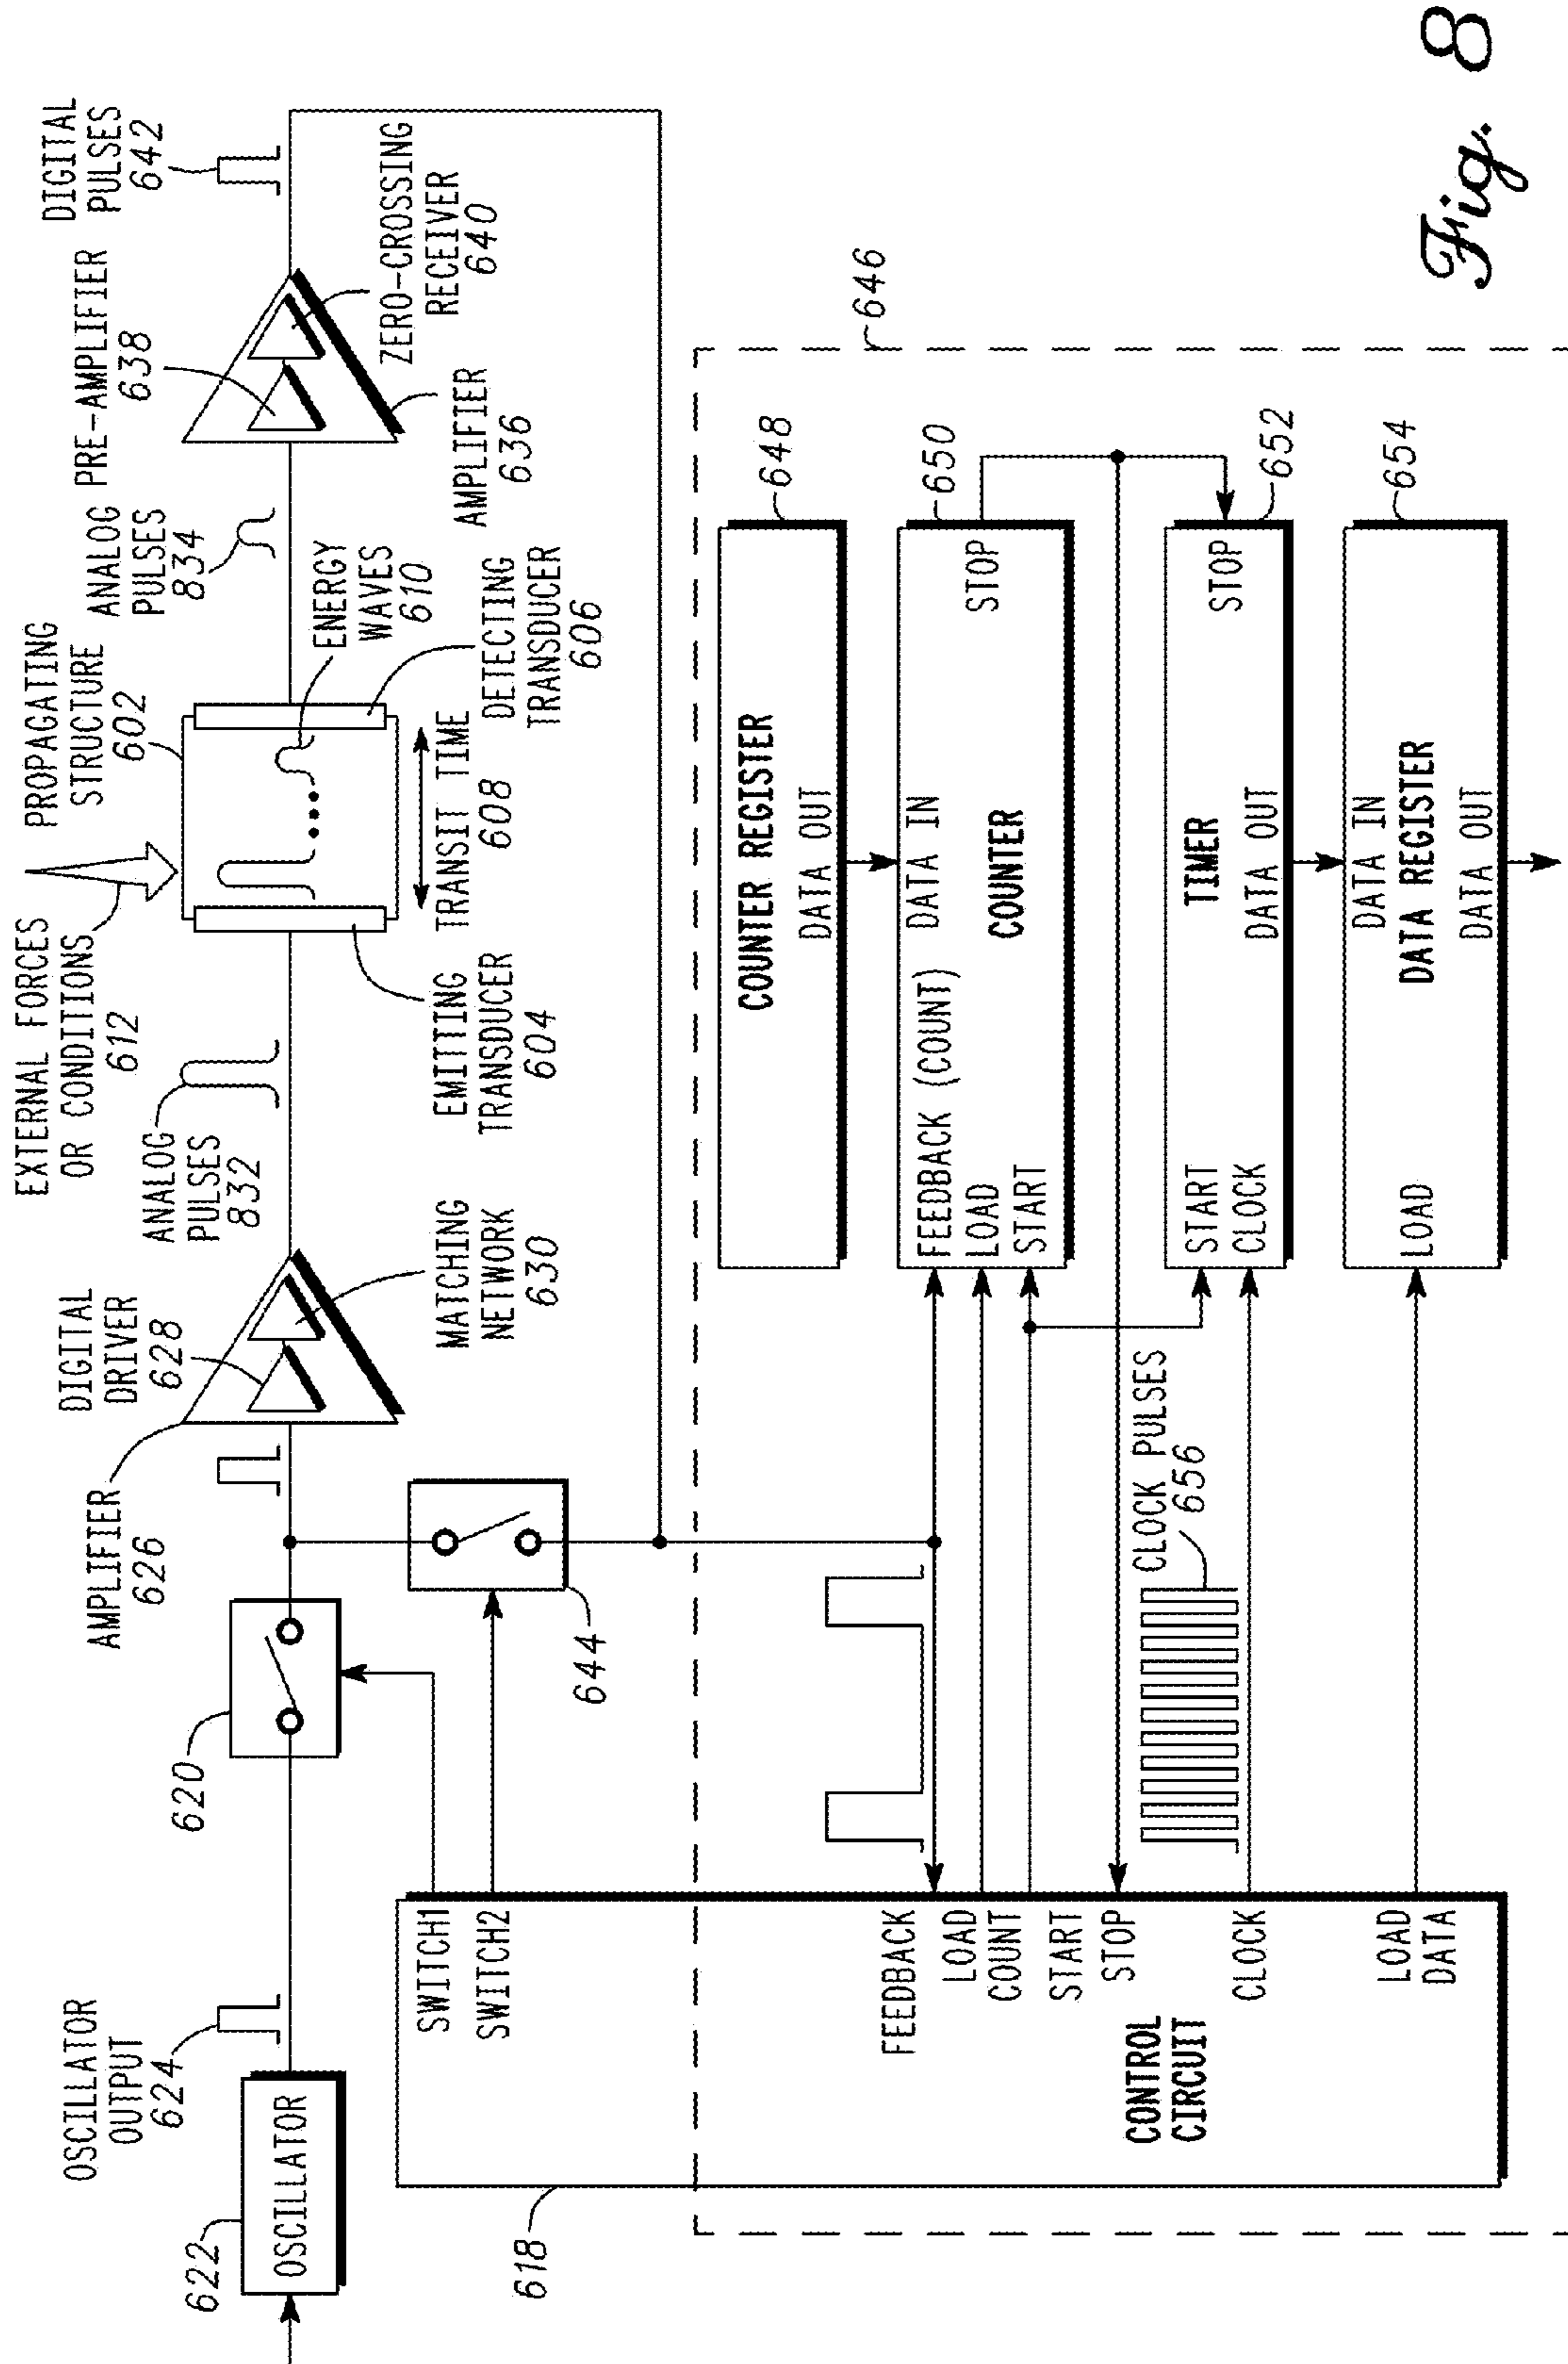 EXTERNAL FORCES
OR CONDITIONS
612
PROPAGATING
STRUCTURE
602
OSCILLATOR
OUTPUT
624
622
OSCILLATOR
620
AMPLIFIER
626
DIGITAL
DRIVER
628
MATCHING
NETWORK
630
ANALOG
PULSES
832
EMITTING
TRANSDUCER
604
TRANSIT TIME
608
ENERGY
WAVES
610
DETECTING
TRANSDUCER
606
ANALOG
PULSES
834
PRE-AMPLIFIER
638
AMPLIFIER
636
ZERO-CROSSING
RECEIVER
640
DIGITAL
PULSES
642
644
646
618
SWITCH1
SWITCH2
FEEDBACK
LOAD
COUNT
START
STOP
CLOCK
LOAD
DATA
CONTROL
CIRCUIT
CLOCK PULSES
656
COUNTER REGISTER
DATA OUT
648
FEEDBACK (COUNT)
DATA IN
LOAD
START
COUNTER
STOP
650
START
CLOCK
TIMER
DATA OUT
STOP
652
LOAD
DATA IN
DATA REGISTER
DATA OUT
654
Fig. 8